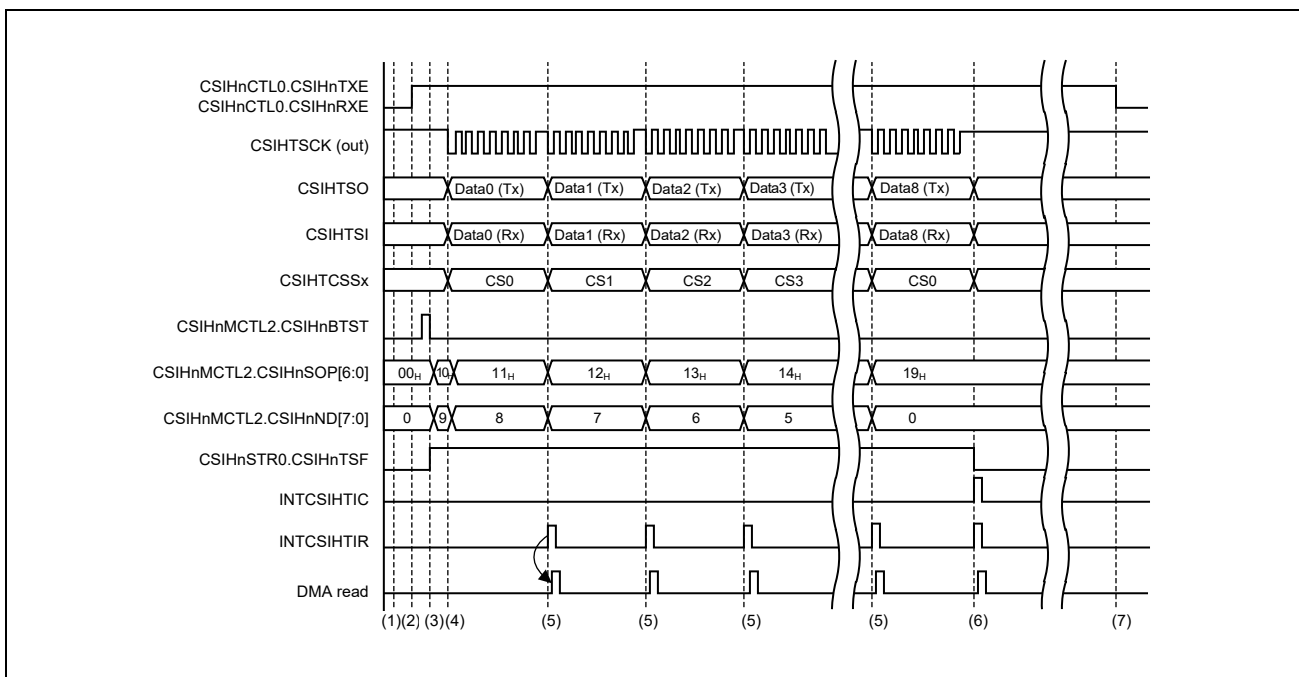 CSIHnCTL0.CSIHnTXE
CSIHnCTL0.CSIHnRXE
CSIHTSCK (out)
CSIHTSO Data0 (Tx) Data1 (Tx) Data2 (Tx) Data3 (Tx) Data8 (Tx)
CSIHTSI Data0 (Rx) Data1 (Rx) Data2 (Rx) Data3 (Rx) Data8 (Rx)
CSIHTCSSx CS0 CS1 CS2 CS3 CS0
CSIHnMCTL2.CSIHnBTST
CSIHnMCTL2.CSIHnSOP[6:0] 00H 10H 11H 12H 13H 14H 19H
CSIHnMCTL2.CSIHnND[7:0] 0 9 8 7 6 5 0
CSIHnSTR0.CSIHnTSF
INTCSIHTIC
INTCSIHTIR
DMA read
(1) (2) (3) (4) (5) (5) (5) (5) (6) (7)